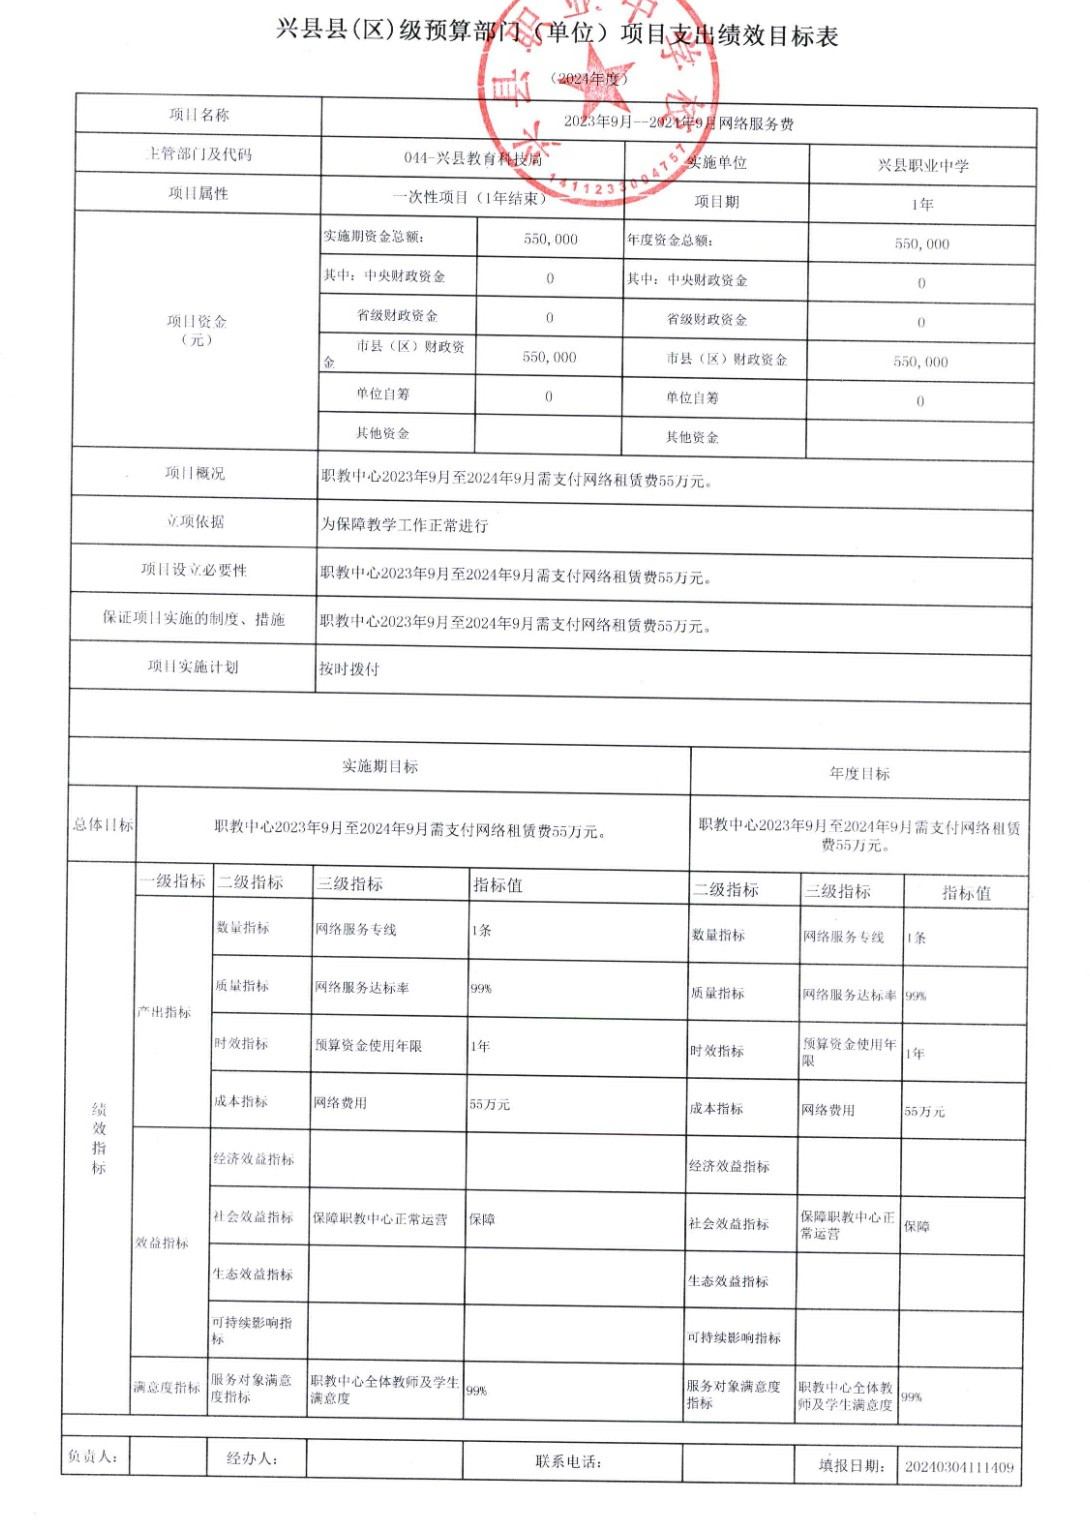 兴县县(区)级预算部门（单位）项目支出绩效目标表
（2024年度）
兴县职业中学校
1411233004757
项目名称 2023年9月--2024年9月网络服务费
主管部门及代码 044-兴县教育科技局 实施单位 兴县职业中学
项目属性 一次性项目（1年结束） 项目期 1年
项目资金
（元）
实施期资金总额： 550,000 年度资金总额： 550,000
其中：中央财政资金 0 其中：中央财政资金 0
省级财政资金 0 省级财政资金 0
市县（区）财政资
金 550,000 市县（区）财政资金 550,000
单位自筹 0 单位自筹 0
其他资金 其他资金
项目概况 职教中心2023年9月至2024年9月需支付网络租赁费55万元。
立项依据 为保障教学工作正常进行
项目设立必要性 职教中心2023年9月至2024年9月需支付网络租赁费55万元。
保证项目实施的制度、措施 职教中心2023年9月至2024年9月需支付网络租赁费55万元。
项目实施计划 按时拨付
实施期目标 年度目标
总体目标 职教中心2023年9月至2024年9月需支付网络租赁费55万元。 职教中心2023年9月至2024年9月需支付网络租赁
费55万元。
绩
效
指
标
一级指标 二级指标 三级指标 指标值 二级指标 三级指标 指标值
产出指标
数量指标 网络服务专线 1条 数量指标 网络服务专线 1条
质量指标 网络服务达标率 99% 质量指标 网络服务达标率 99%
时效指标 预算资金使用年限 1年 时效指标 预算资金使用年
限 1年
成本指标 网络费用 55万元 成本指标 网络费用 55万元
效益指标
经济效益指标 经济效益指标
社会效益指标 保障职教中心正常运营 保障 社会效益指标 保障职教中心正
常运营 保障
生态效益指标 生态效益指标
可持续影响指
标 可持续影响指标
满意度指标 服务对象满意
度指标 职教中心全体教师及学生
满意度 99% 服务对象满意度
指标 职教中心全体教
师及学生满意度 99%
负责人： 经办人： 联系电话： 填报日期： 20240304111409